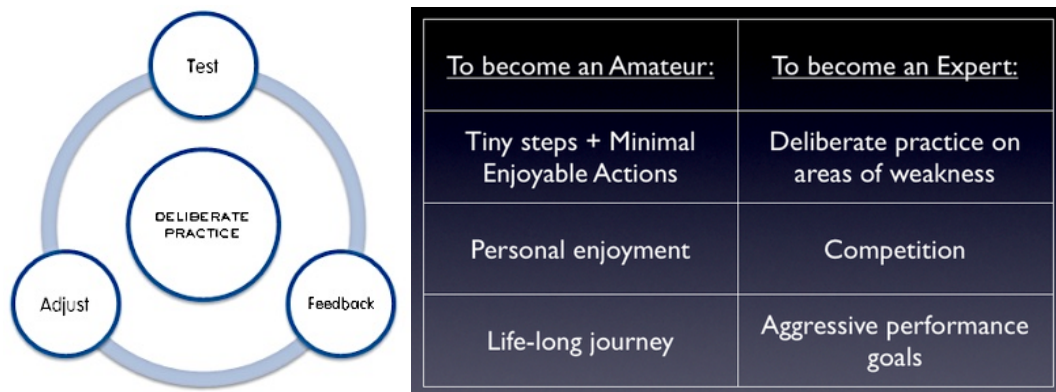 Test
DELIBERATE
PRACTICE
Adjust
Feedback
To become an Amateur:
To become an Expert:
Tiny steps + Minimal
Enjoyable Actions
Deliberate practice on
areas of weakness
Personal enjoyment
Competition
Life-long journey
Aggressive performance
goals